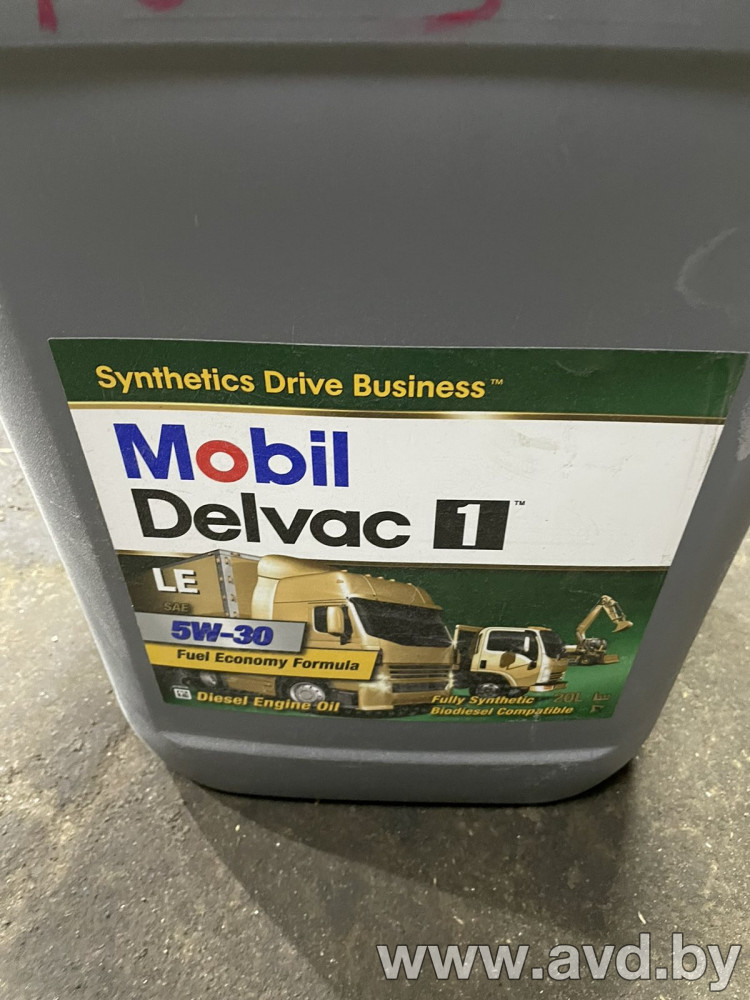 Synthetics Drive Business™
Mobil
Delvac 1™
LE
SAE
5W-30
Fuel Economy Formula
Diesel Engine Oil
Fully Synthetic
Biodiesel Compatible
20L
www.avd.by